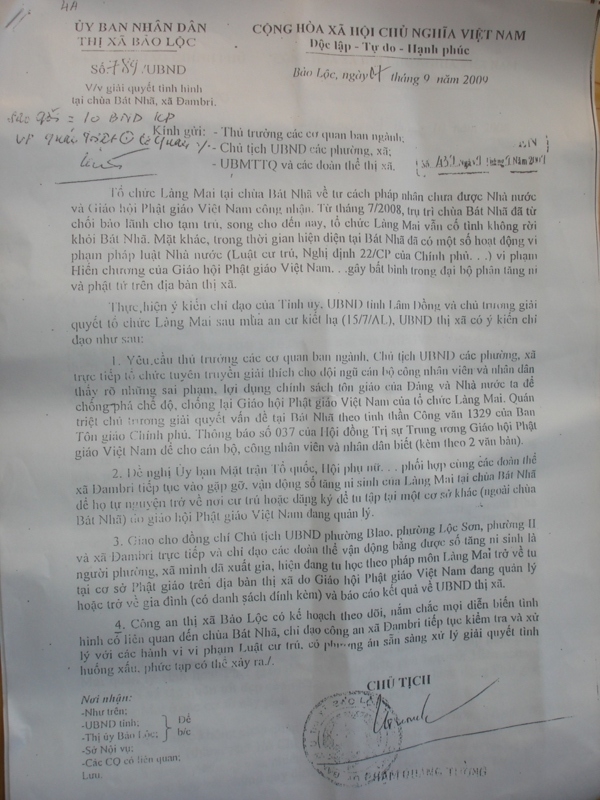 4A
ỦY BAN NHÂN DÂN
THỊ XÃ BẢO LỘC
CỘNG HÒA XÃ HỘI CHỦ NGHĨA VIỆT NAM
Độc lập - Tự do - Hạnh phúc
Số 789/UBND
Bảo Lộc, ngày 04 tháng 9 năm 2009
V/v giải quyết tình hình
tại chùa Bát Nhã, xã Đambri.
Kính gửi: - Thủ trưởng các cơ quan ban ngành;
- Chủ tịch UBND các phường, xã;
- UBMTTQ và các đoàn thể thị xã.
Tổ chức Làng Mai tại chùa Bát Nhã về tư cách pháp nhân chưa được Nhà nước
và Giáo hội Phật giáo Việt Nam công nhận. Từ tháng 7/2008, trụ trì chùa Bát Nhã đã từ
chối bảo lãnh cho tạm trú, song cho đến nay, tổ chức Làng Mai vẫn cố tình không rời
khỏi Bát Nhã. Mặt khác, trong thời gian hiện diện tại Bát Nhã đã có một số hoạt động vi
phạm pháp luật Nhà nước (Luật cư trú, Nghị định 22/CP của Chính phủ. . .) vi phạm
Hiến chương của Giáo hội Phật giáo Việt Nam. . . .gây bất bình trong đại bộ phận tăng ni
và phật tử trên địa bàn thị xã.
Thực hiện ý kiến chỉ đạo của Tỉnh ủy, UBND tỉnh Lâm Đồng và chủ trương giải
quyết tổ chức Làng Mai sau mùa an cư kiết hạ (15/7/AL), UBND thị xã có ý kiến chỉ
đạo như sau:
1. Yêu cầu thủ trưởng các cơ quan ban ngành, Chủ tịch UBND các phường, xã
trực tiếp tổ chức tuyên truyền giải thích cho đội ngũ cán bộ công nhân viên và nhân dân
thấy rõ những sai phạm, lợi dụng chính sách tôn giáo của Đảng và Nhà nước ta để
chống phá chế độ, chống lại Giáo hội Phật giáo Việt Nam của tổ chức Làng Mai. Quán
triệt chủ trương giải quyết vấn đề tại Bát Nhã theo tinh thần Công văn 1329 của Ban
Tôn giáo Chính phủ. Thông báo số 037 của Hội đồng Trị sự Trung ương Giáo hội Phật
giáo Việt Nam để cho cán bộ, công nhân viên và nhân dân biết (kèm theo 2 văn bản).
2. Đề nghị Ủy ban Mặt trận Tổ quốc, Hội phụ nữ. . . phối hợp cùng các đoàn thể
xã Đambri tiếp tục vào gặp gỡ, vận động số tăng ni sinh của Làng Mai tại chùa Bát Nhã
để họ tự nguyện trở về nơi cư trú hoặc đăng ký để tu tập tại một cơ sở khác (ngoài chùa
Bát Nhã) do giáo hội Phật giáo Việt Nam đang quản lý.
3. Giao cho đồng chí Chủ tịch UBND phường Blao, phường Lộc Sơn, phường II
và xã Đambri trực tiếp và chỉ đạo các đoàn thể vận động bằng được số tăng ni sinh là
người phường, xã mình đã xuất gia, hiện đang tu học theo pháp môn Làng Mai trở về tu
tại cơ sở Phật giáo trên địa bàn thị xã do Giáo hội Phật giáo Việt Nam đang quản lý
hoặc trở về gia đình (có danh sách đính kèm) và báo cáo kết quả về UBND thị xã.
4. Công an thị xã Bảo Lộc có kế hoạch theo dõi, nắm chắc mọi diễn biến tình
hình có liên quan đến chùa Bát Nhã, chỉ đạo công an xã Đambri tiếp tục kiểm tra và xử
lý với các hành vi vi phạm Luật cư trú, có phương án sẵn sàng xử lý giải quyết tình
huống xấu, phức tạp có thể xảy ra./.
CHỦ TỊCH
Nơi nhận:
-Như trên;
-UBND tỉnh;
-Thị ủy Bảo Lộc;
Để
b/c
-Sở Nội vụ;
-Các CQ có liên quan;
Lưu.